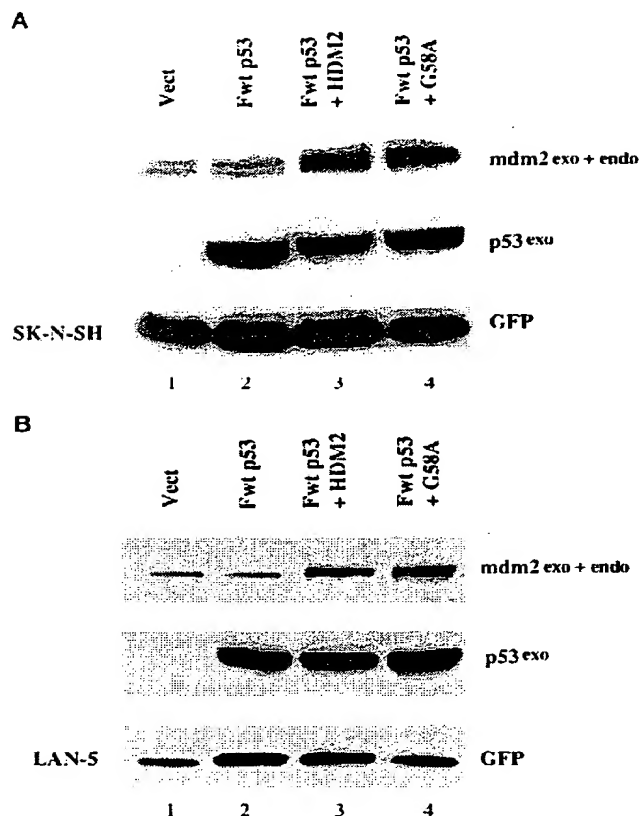 A
Vect
Fwt p53
Fwt p53
+ HDM2
Fwt p53
+ G58A
mdm2 exo + endo
p53 exo
SK-N-SH
GFP
1 2 3 4
B
Vect
Fwt p53
Fwt p53
+ HDM2
Fwt p53
+ G58A
mdm2 exo + endo
p53 exo
LAN-5
GFP
1 2 3 4